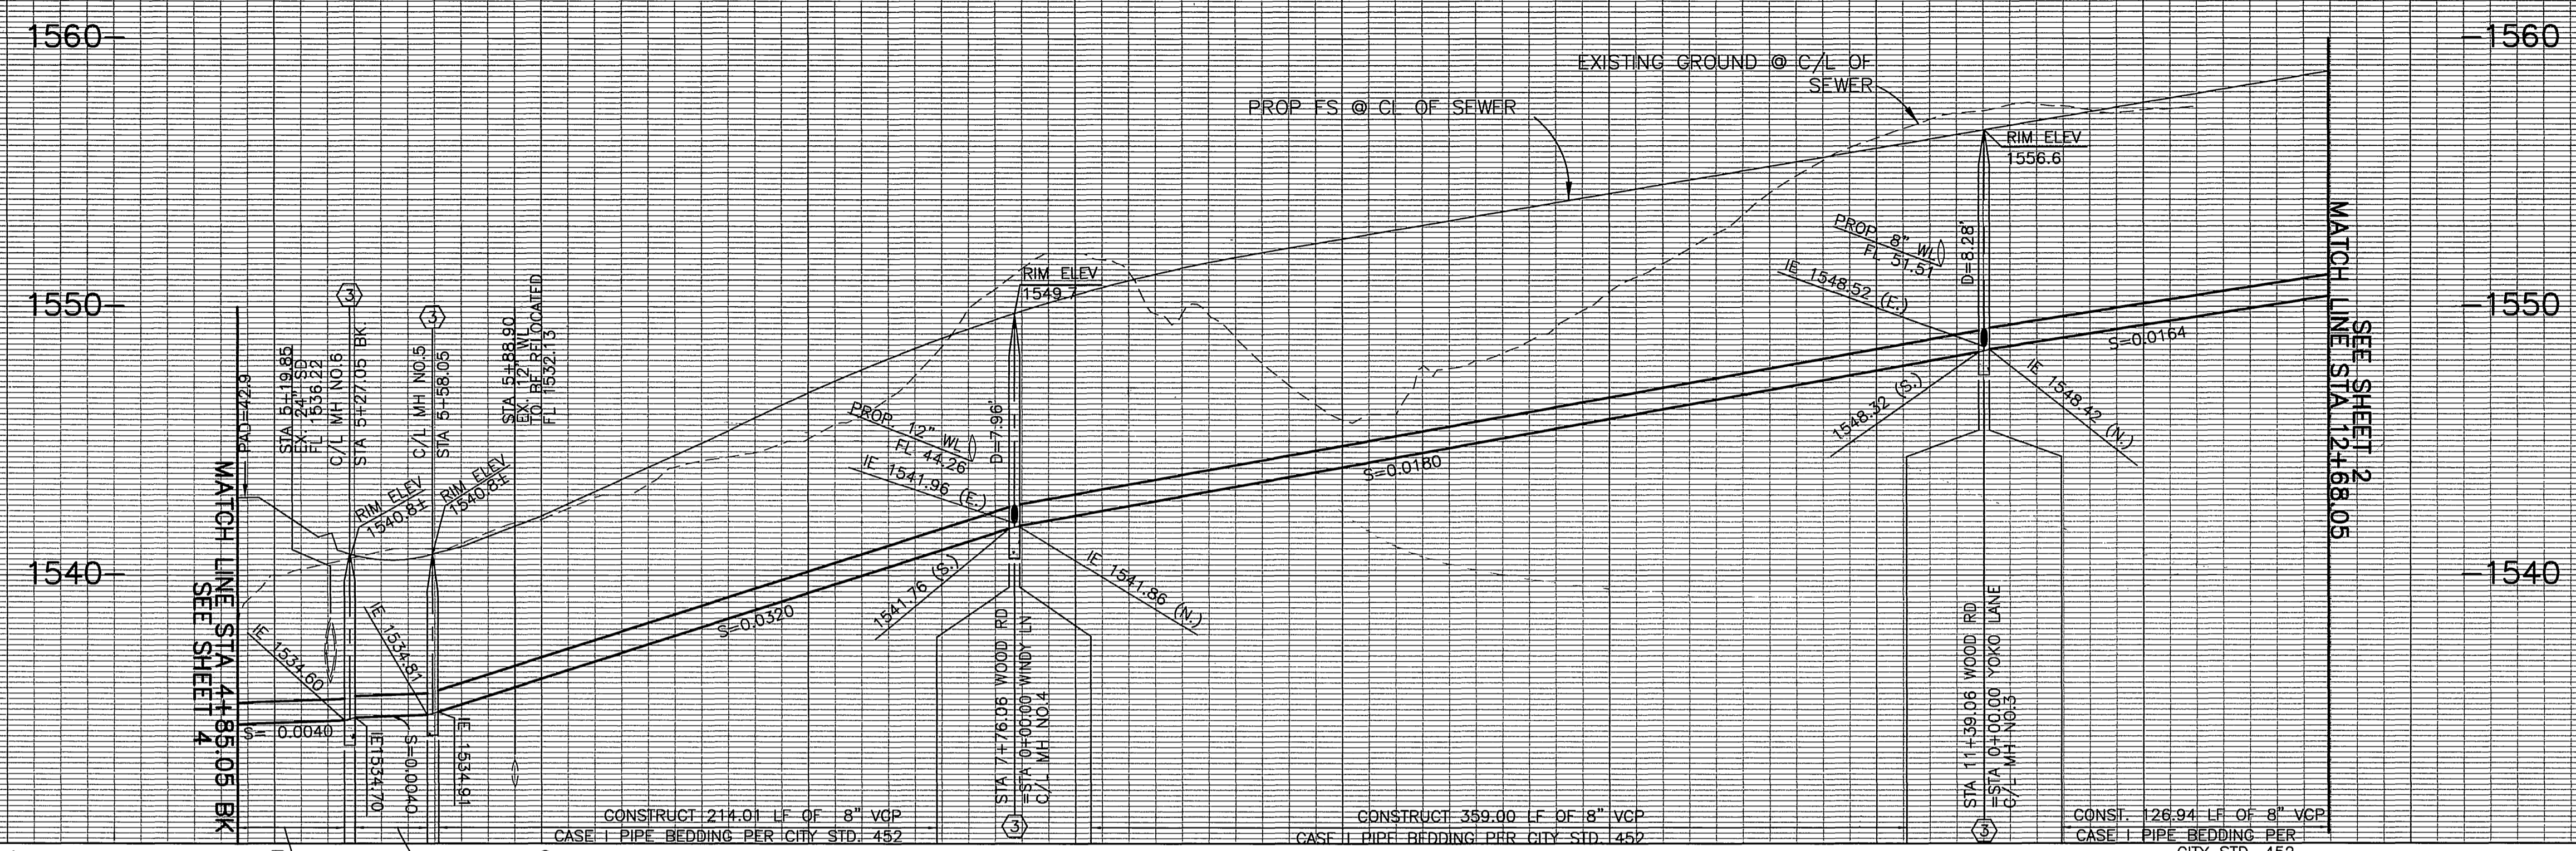 1560
1560
EXISTING GROUND @ C/L OF
SEWER
PROP FS @ CL OF SEWER
RIM ELEV
1556.6
PROP 8" WL
FL 51.51
D=8.28'
IE 1548.52 (E.)
MATCH LINE STA 12+68.05
SEE SHEET 2
1550
1550
3
3
RIM ELEV
1549.7
S=0.0164
1548.32 (S.)
IE 1548.42 (N.)
PAD=42.9
STA 5+19.85
EX. 24" SD
FL 1536.22
C/L MH NO.6
STA 5+27.05 BK.
C/L MH NO.5
STA 5+58.05
STA 5+88.90
EX. 12" WL
TO BE RELOCATED
FL 1532.13
PROP. 12" WL
FL 44.26
D=7.96'
IE 1541.96 (E.)
S=0.0180
RIM ELEV
1540.8±
RIM ELEV
1540.8±
1540
1540
MATCH LINE STA 4+85.05 BK
SEE SHEET 4
IE 1534.60
IE 1534.81
S=0.0320
1541.76 (S.)
IE 1541.86 (N.)
S= 0.0040
IE1534.70
S=0.0040
IE 1534.91
STA 7+76.06 WOOD RD
=STA 0+00.00 WINDY LN
C/L MH NO.4
STA 11+39.06 WOOD RD
=STA 0+00.00 YOKO LANE
C/L MH NO.3
CONSTRUCT 214.01 LF OF 8" VCP
CASE I PIPE BEDDING PER CITY STD. 452
3
CONSTRUCT 359.00 LF OF 8" VCP
CASE I PIPE BEDDING PER CITY STD. 452
3
CONST. 126.94 LF OF 8" VCP
CASE I PIPE BEDDING PER
CITY STD. 452